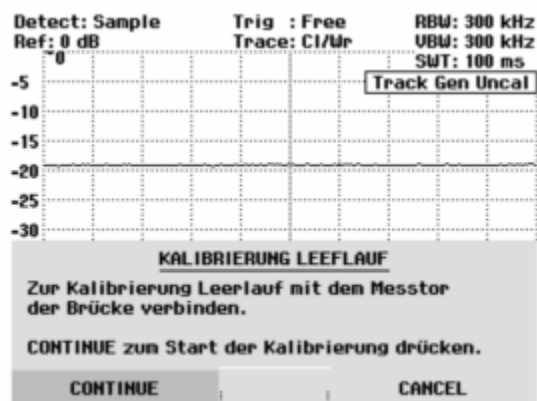 Detect: Sample Trig : Free RBW: 300 kHz
Ref: 0 dB Trace: Cl/Wr VBW: 300 kHz
0 SWT: 100 ms
-5 Track Gen Uncal
-10
-15
-20
-25
-30
KALIBRIERUNG LEEFLAUF
Zur Kalibrierung Leerlauf mit dem Messtor
der Brücke verbinden.
CONTINUE zum Start der Kalibrierung drücken.
CONTINUE CANCEL